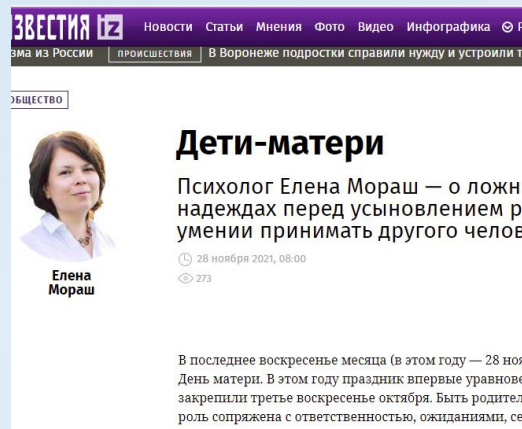 ИЗВЕСТИЯ iz Новости Статьи Мнения Фото Видео Инфографика
из России ПРОИСШЕСТВИЯ В Воронеже подростки справили нужду и устроили
ОБЩЕСТВО
Дети-матери
Психолог Елена Мораш — о ложн
надеждах перед усыновлением р
умении принимать другого челов
28 ноября 2021, 08:00
273
Елена
Мораш
В последнее воскресенье месяца (в этом году — 28 ноя
День матери. В этом году праздник впервые уравнове
закрепили третье воскресенье октября. Быть родител
роль сопряжена с ответственностью, ожиданиями, се